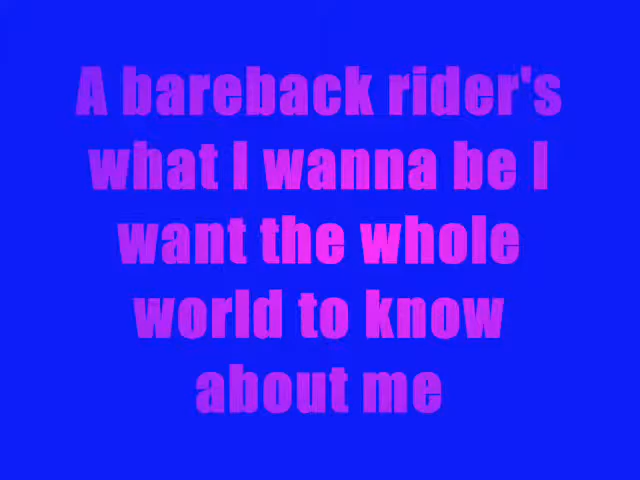 A bareback rider's
what I wanna be I
want the whole
world to know
about me